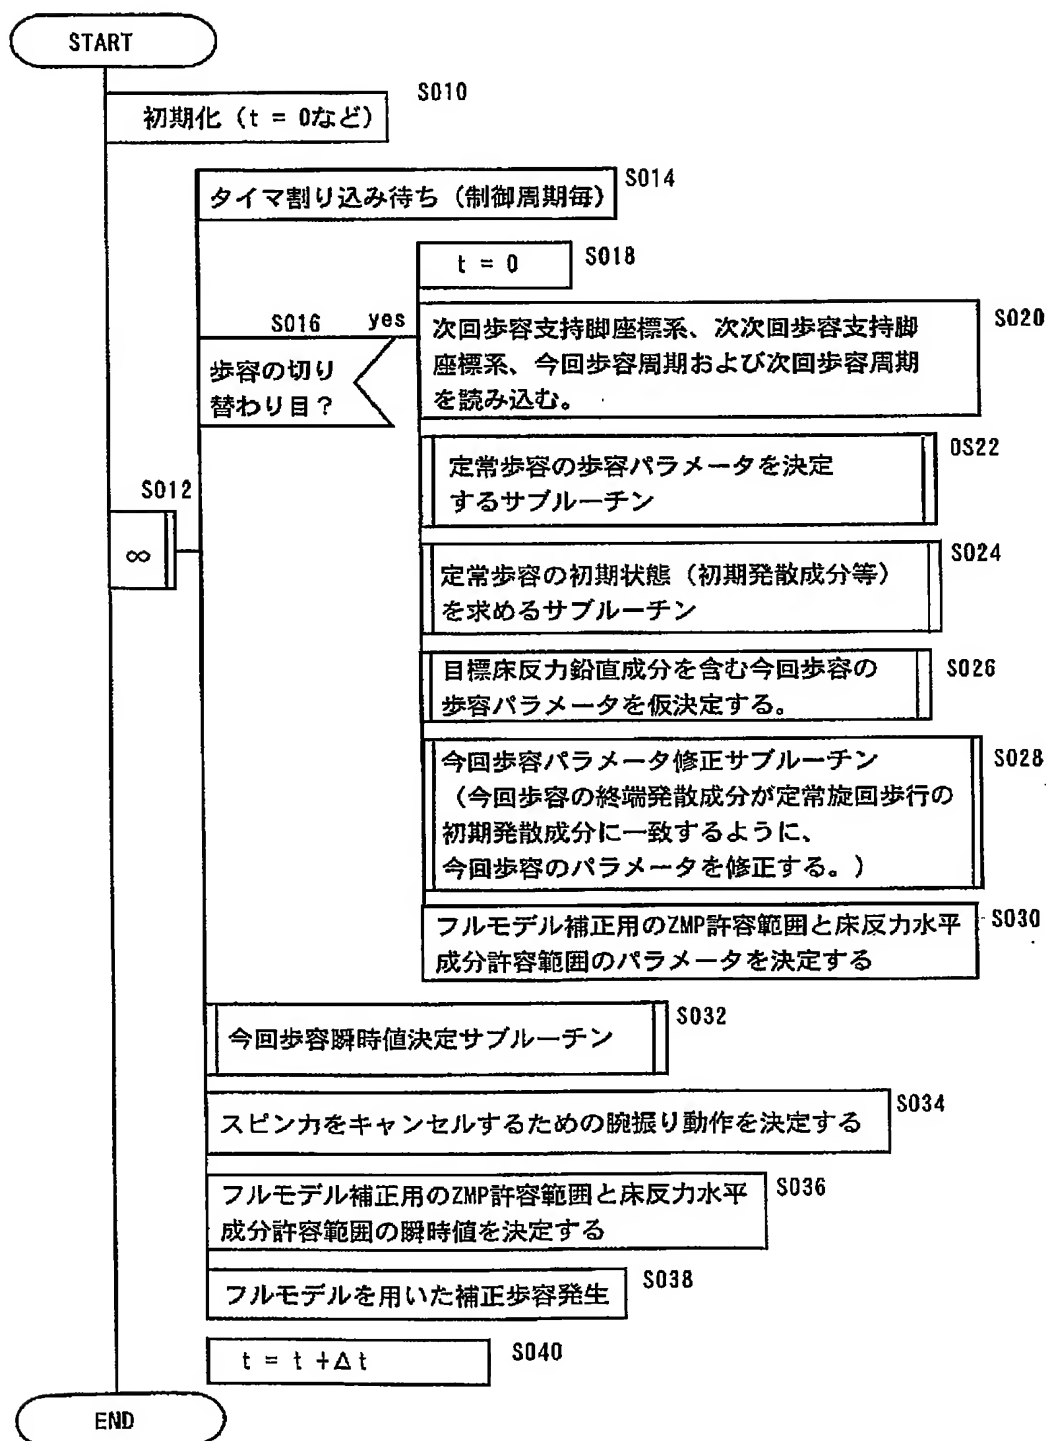 START
S010
初期化（t = 0など）
S014
タイマ割り込み待ち（制御周期毎）
t = 0
S018
S016 yes
歩容の切り
替わり目？
S020
次回歩容支持脚座標系、次次回歩容支持脚
座標系、今回歩容周期および次回歩容周期
を読み込む。
0S22
定常歩容の歩容パラメータを決定
するサブルーチン
S012
∞
S024
定常歩容の初期状態（初期発散成分等）
を求めるサブルーチン
S026
目標床反力鉛直成分を含む今回歩容の
歩容パラメータを仮決定する。
S028
今回歩容パラメータ修正サブルーチン
（今回歩容の終端発散成分が定常旋回歩行の
初期発散成分に一致するように、
今回歩容のパラメータを修正する。）
S030
フルモデル補正用のZMP許容範囲と床反力水平
成分許容範囲のパラメータを決定する
S032
今回歩容瞬時値決定サブルーチン
S034
スピン力をキャンセルするための腕振り動作を決定する
S036
フルモデル補正用のZMP許容範囲と床反力水平
成分許容範囲の瞬時値を決定する
S038
フルモデルを用いた補正歩容発生
S040
t = t +Δt
END